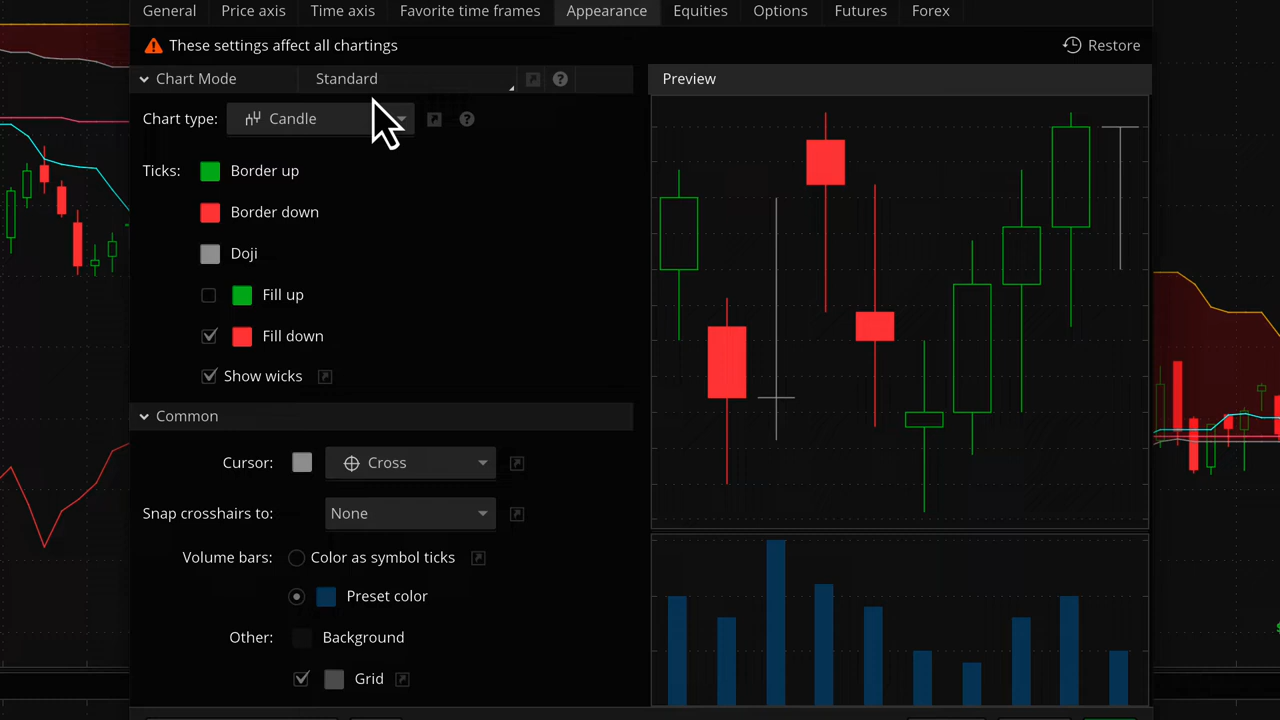 General Price axis Time axis Favorite time frames Appearance Equities Options Futures Forex
These settings affect all chartings Restore
Chart Mode Standard ?
Preview
Chart type: Candle ?
Ticks: Border up
Border down
Doji
Fill up
Fill down
Show wicks
Common
Cursor: Cross
Snap crosshairs to: None
Volume bars: Color as symbol ticks
Preset color
Other: Background
Grid